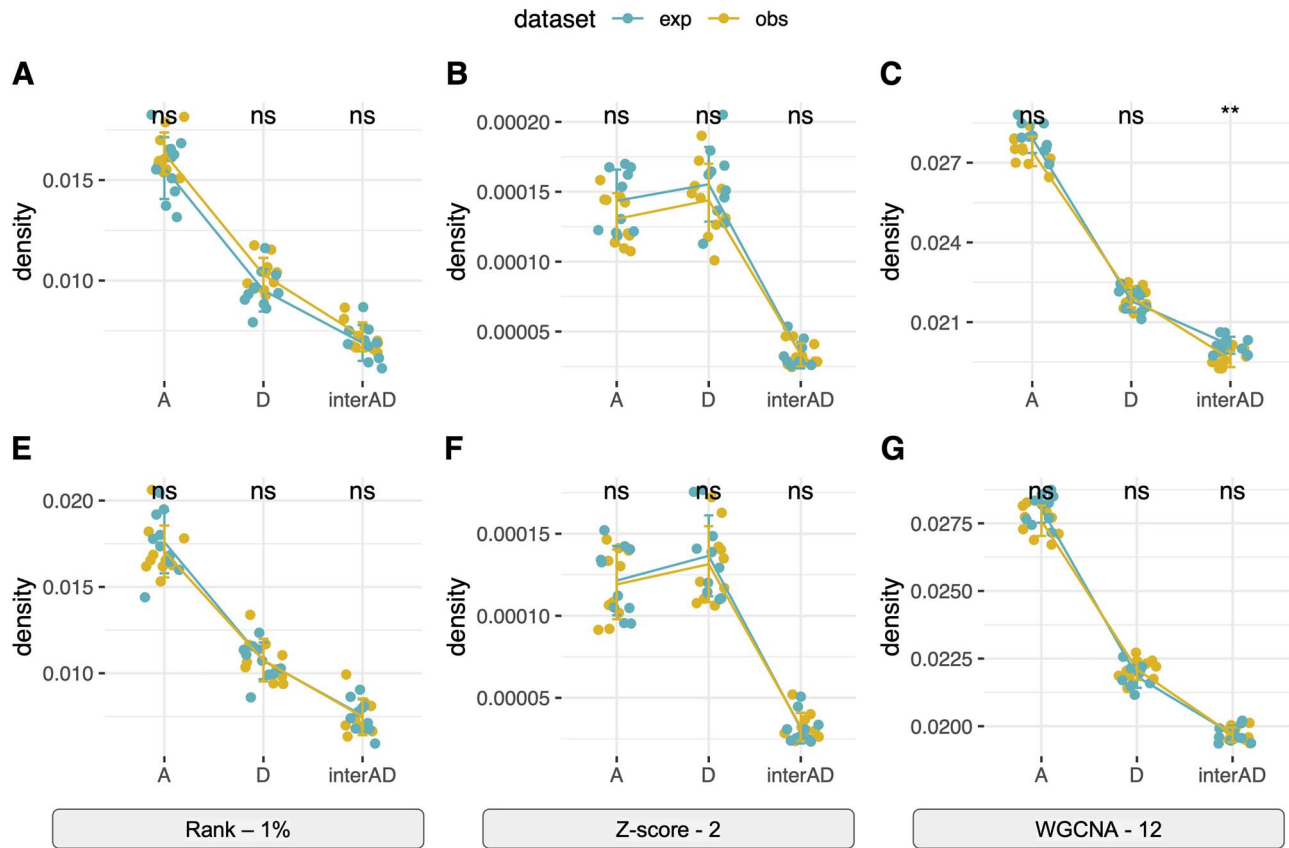 dataset exp obs
A
B
C
ns ns ns
ns ns ns
ns ns **
density
0.015
0.010
A D interAD
density
0.00020
0.00015
0.00010
0.00005
A D interAD
density
0.027
0.024
0.021
A D interAD
E
F
G
ns ns ns
ns ns ns
ns ns ns
density
0.020
0.015
0.010
A D interAD
density
0.00015
0.00010
0.00005
A D interAD
density
0.0275
0.0250
0.0225
0.0200
A D interAD
Rank – 1%
Z-score - 2
WGCNA - 12